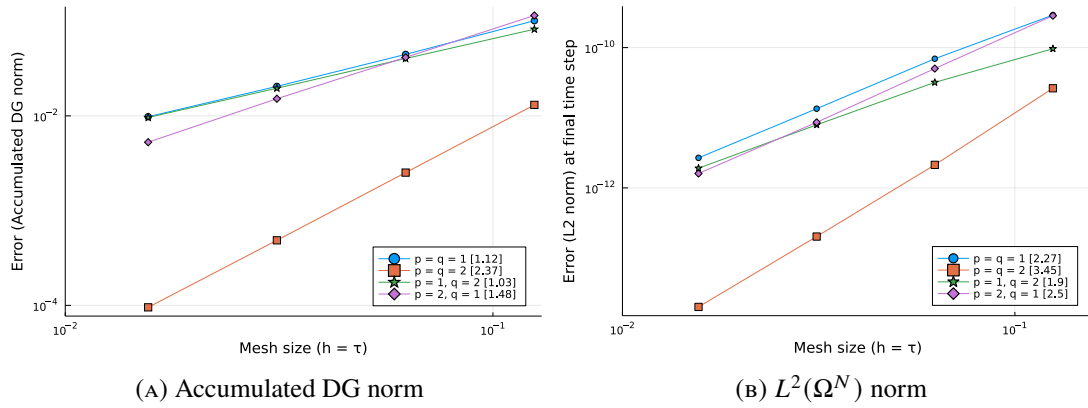 Error (Accumulated DG norm)
10⁻²
10⁻⁴
10⁻²
10⁻¹
Mesh size (h = τ)
p = q = 1 [1.12]
p = q = 2 [2.37]
p = 1, q = 2 [1.03]
p = 2, q = 1 [1.48]
(A) Accumulated DG norm
Error (L2 norm) at final time step
10⁻¹⁰
10⁻¹²
10⁻²
10⁻¹
Mesh size (h = τ)
p = q = 1 [2.27]
p = q = 2 [3.45]
p = 1, q = 2 [1.9]
p = 2, q = 1 [2.5]
(B) L²(Ωᴺ) norm